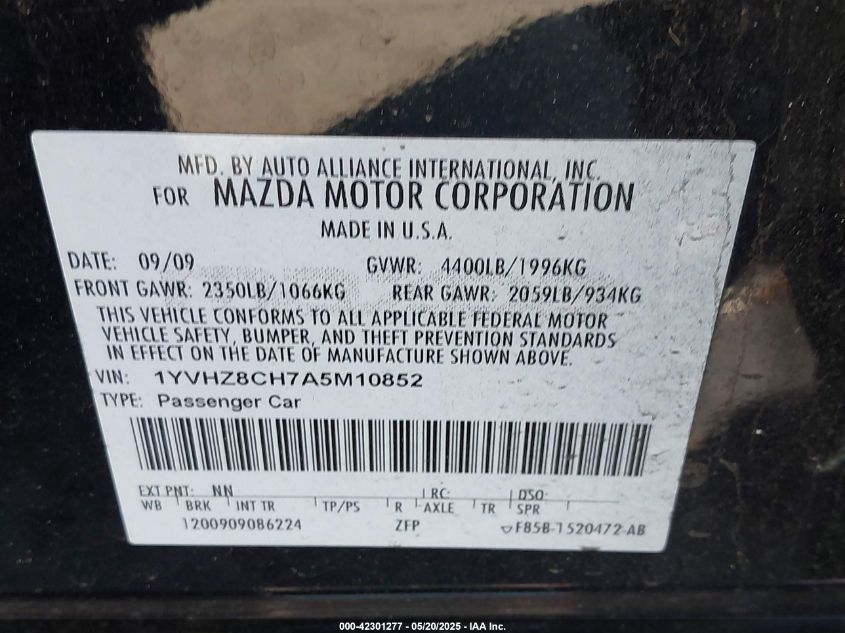 MFD. BY AUTO ALLIANCE INTERNATIONAL, INC.
FOR MAZDA MOTOR CORPORATION
MADE IN U.S.A.
DATE: 09/09 GVWR: 4400LB/1996KG
FRONT GAWR: 2350LB/1066KG REAR GAWR: 2059LB/934KG
THIS VEHICLE CONFORMS TO ALL APPLICABLE FEDERAL MOTOR
VEHICLE SAFETY, BUMPER, AND THEFT PREVENTION STANDARDS
IN EFFECT ON THE DATE OF MANUFACTURE SHOWN ABOVE.
VIN: 1YVHZ8CH7A5M10852
TYPE: Passenger Car
EXT PNT: NN RC: DSO:
WB BRK INT TR TP/PS R AXLE TR SPR
1200909086224 ZFP F85B-1520472-AB
000-42301277 - 05/20/2025 - IAA Inc.